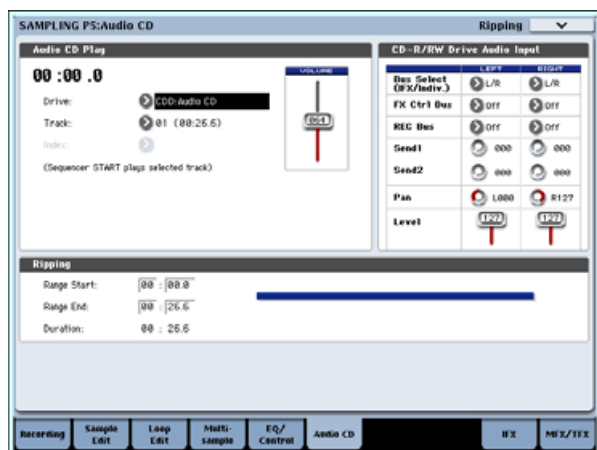 SAMPLING P5:Audio CD
Ripping
Audio CD Play
00 :00 .0
VOLUME
Drive:
CDD:Audio CD
Track:
01 (00:26.6)
064
Index:
(Sequencer START plays selected track)
CD-R/RW Drive Audio Input
LEFT RIGHT
Bus Select (IFX/Indiv.) L/R L/R
FX Ctrl Bus Off Off
REC Bus Off Off
Send1 000 000
Send2 000 000
Pan L000 R127
Level 127 127
Ripping
Range Start: 00 : 00.0
Range End: 00 : 26.6
Duration: 00 : 26.6
Recording
Sample Edit
Loop Edit
Multi-sample
EQ/Control
Audio CD
IFX
MFX/TFX